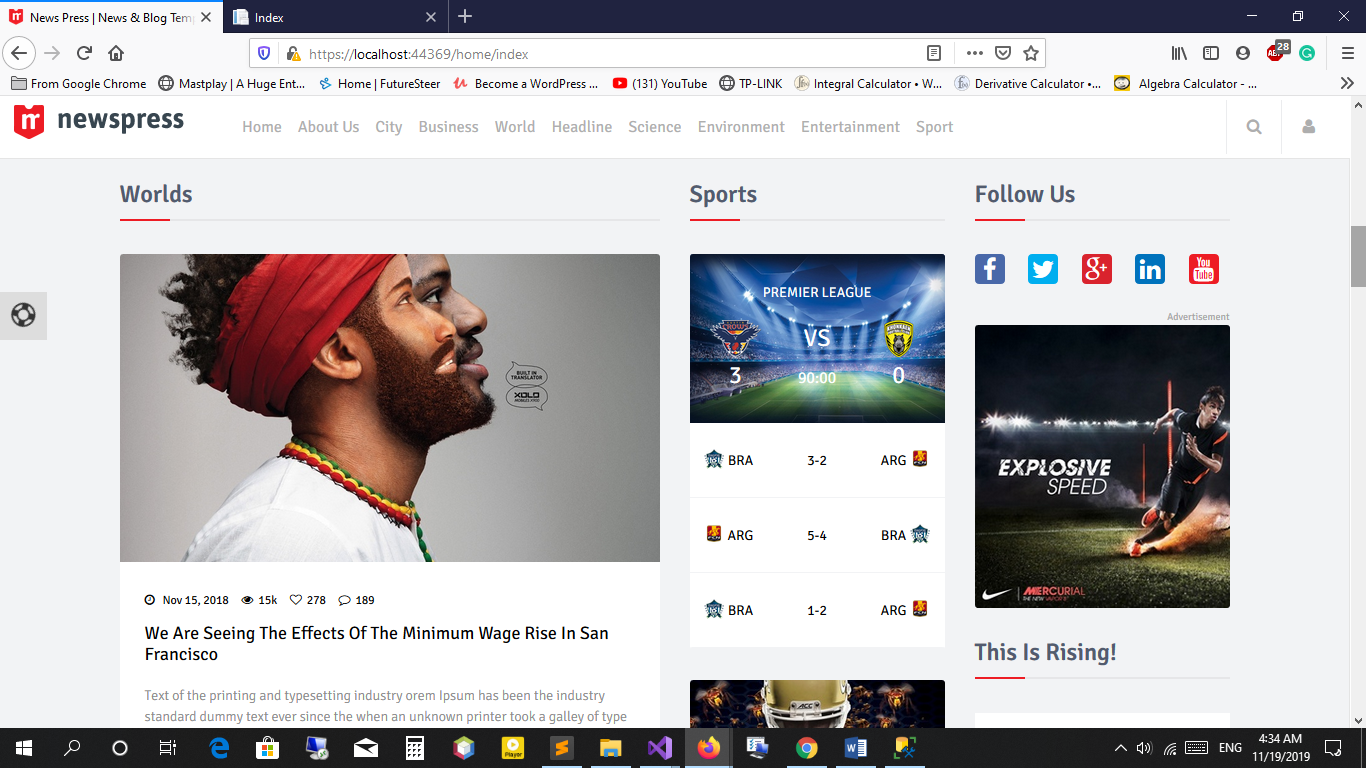 News Press | News & Blog Tem
Index
https://localhost:44369/home/index
28
From Google Chrome
Mastplay | A Huge Ent...
Home | FutureSteer
Become a WordPress ...
(131) YouTube
TP-LINK
Integral Calculator • W...
Derivative Calculator •...
Algebra Calculator - ...
newspress
Home About Us City Business World Headline Science Environment Entertainment Sport
Worlds
BUILT IN
TRANSLATOR
XOLO
Nov 15, 2018 15k 278 189
We Are Seeing The Effects Of The Minimum Wage Rise In San
Francisco
Text of the printing and typesetting industry orem Ipsum has been the industry
standard dummy text ever since the when an unknown printer took a galley of type
Sports
PREMIER LEAGUE
CROWS
VS
3 90:00 0
BRA 3-2 ARG
ARG 5-4 BRA
BRA 1-2 ARG
ACC
Follow Us
You
Tube
Advertisement
EXPLOSIVE
SPEED
MERCURIAL
This Is Rising!
Player
ENG
4:34 AM
11/19/2019